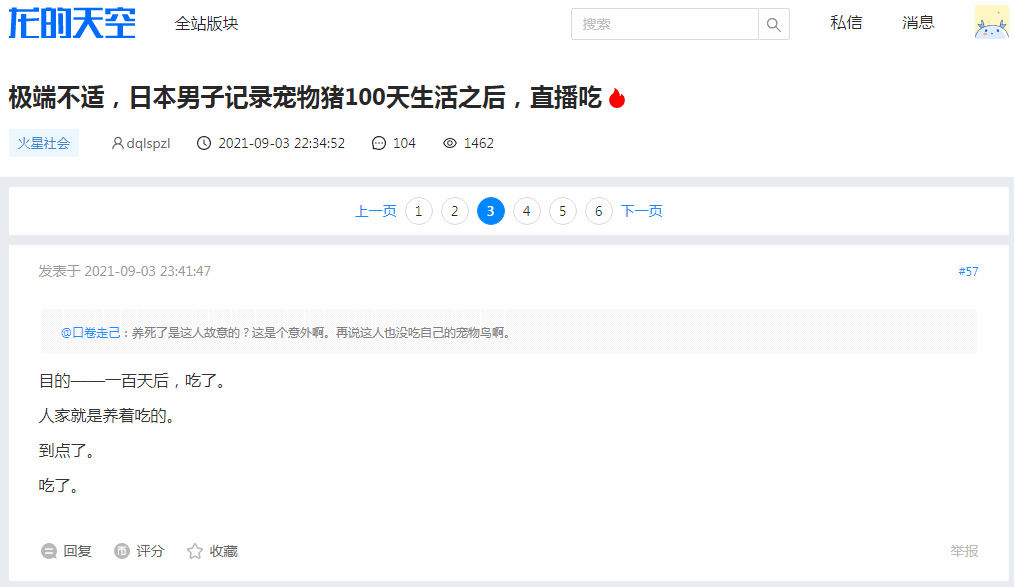 龙的天空
全站版块
搜索
私信
消息
极端不适，日本男子记录宠物猪100天生活之后，直播吃
火星社会 dqlspzl 2021-09-03 22:34:52 104 1462
上一页 1 2 3 4 5 6 下一页
发表于 2021-09-03 23:41:47 #57
@口卷走己：养死了是这人故意的？这是个意外啊。再说这人也没吃自己的宠物鸟啊。
目的——一百天后，吃了。
人家就是养着吃的。
到点了。
吃了。
回复 币 评分 收藏 举报